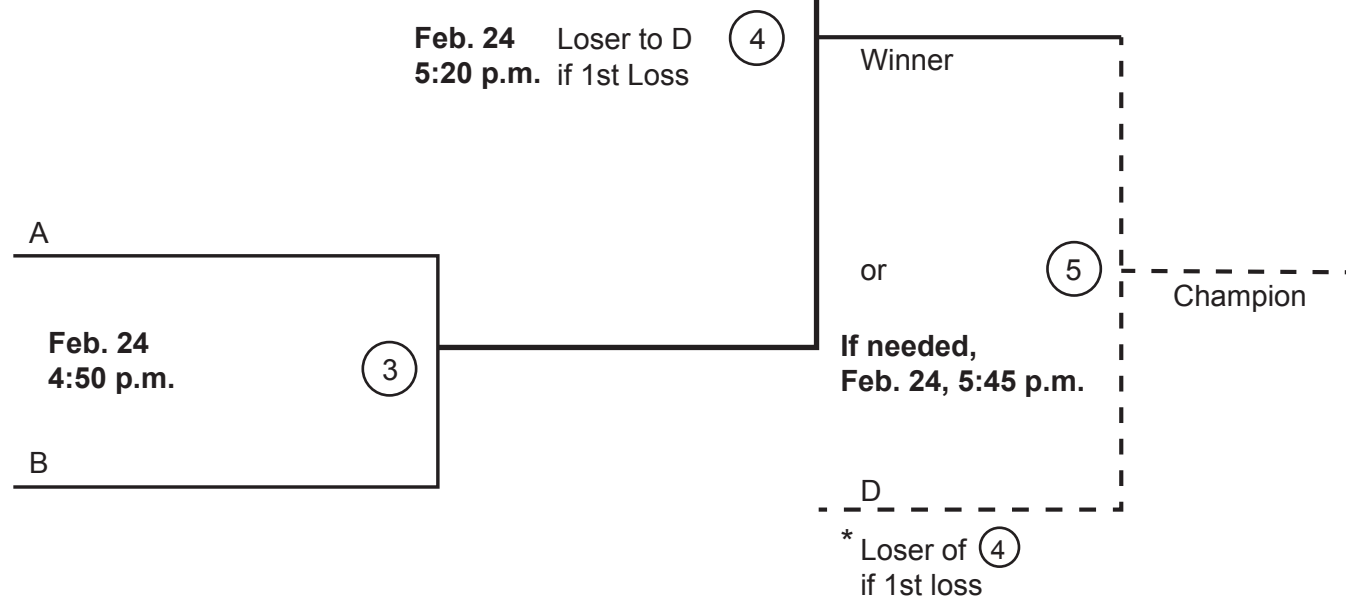 Feb. 24 Loser to D 4
5:20 p.m. if 1st Loss
Winner
A
or 5
Champion
Feb. 24
4:50 p.m.
3
If needed,
Feb. 24, 5:45 p.m.
B
D
* Loser of 4
if 1st loss